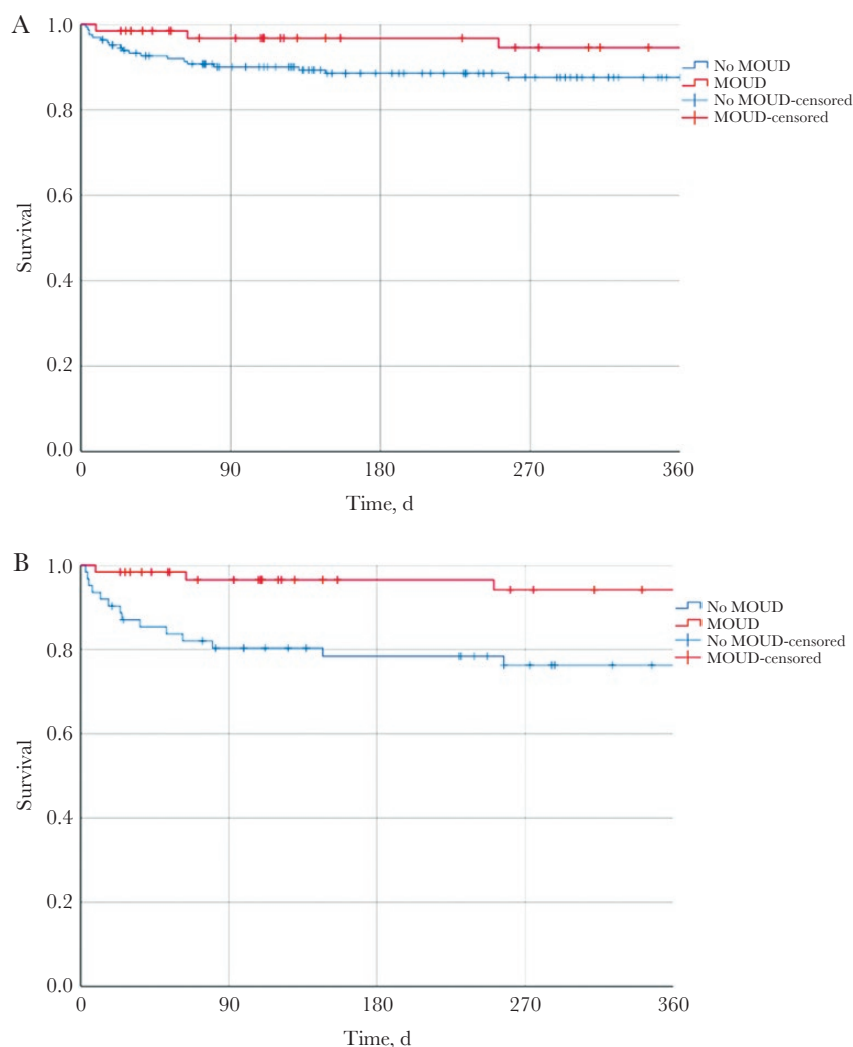 A
1.0
0.8
0.6
0.4
0.2
0.0
Survival
0 90 180 270 360
Time, d
No MOUD
MOUD
No MOUD-censored
MOUD-censored
B
1.0
0.8
0.6
0.4
0.2
0.0
Survival
0 90 180 270 360
Time, d
No MOUD
MOUD
No MOUD-censored
MOUD-censored